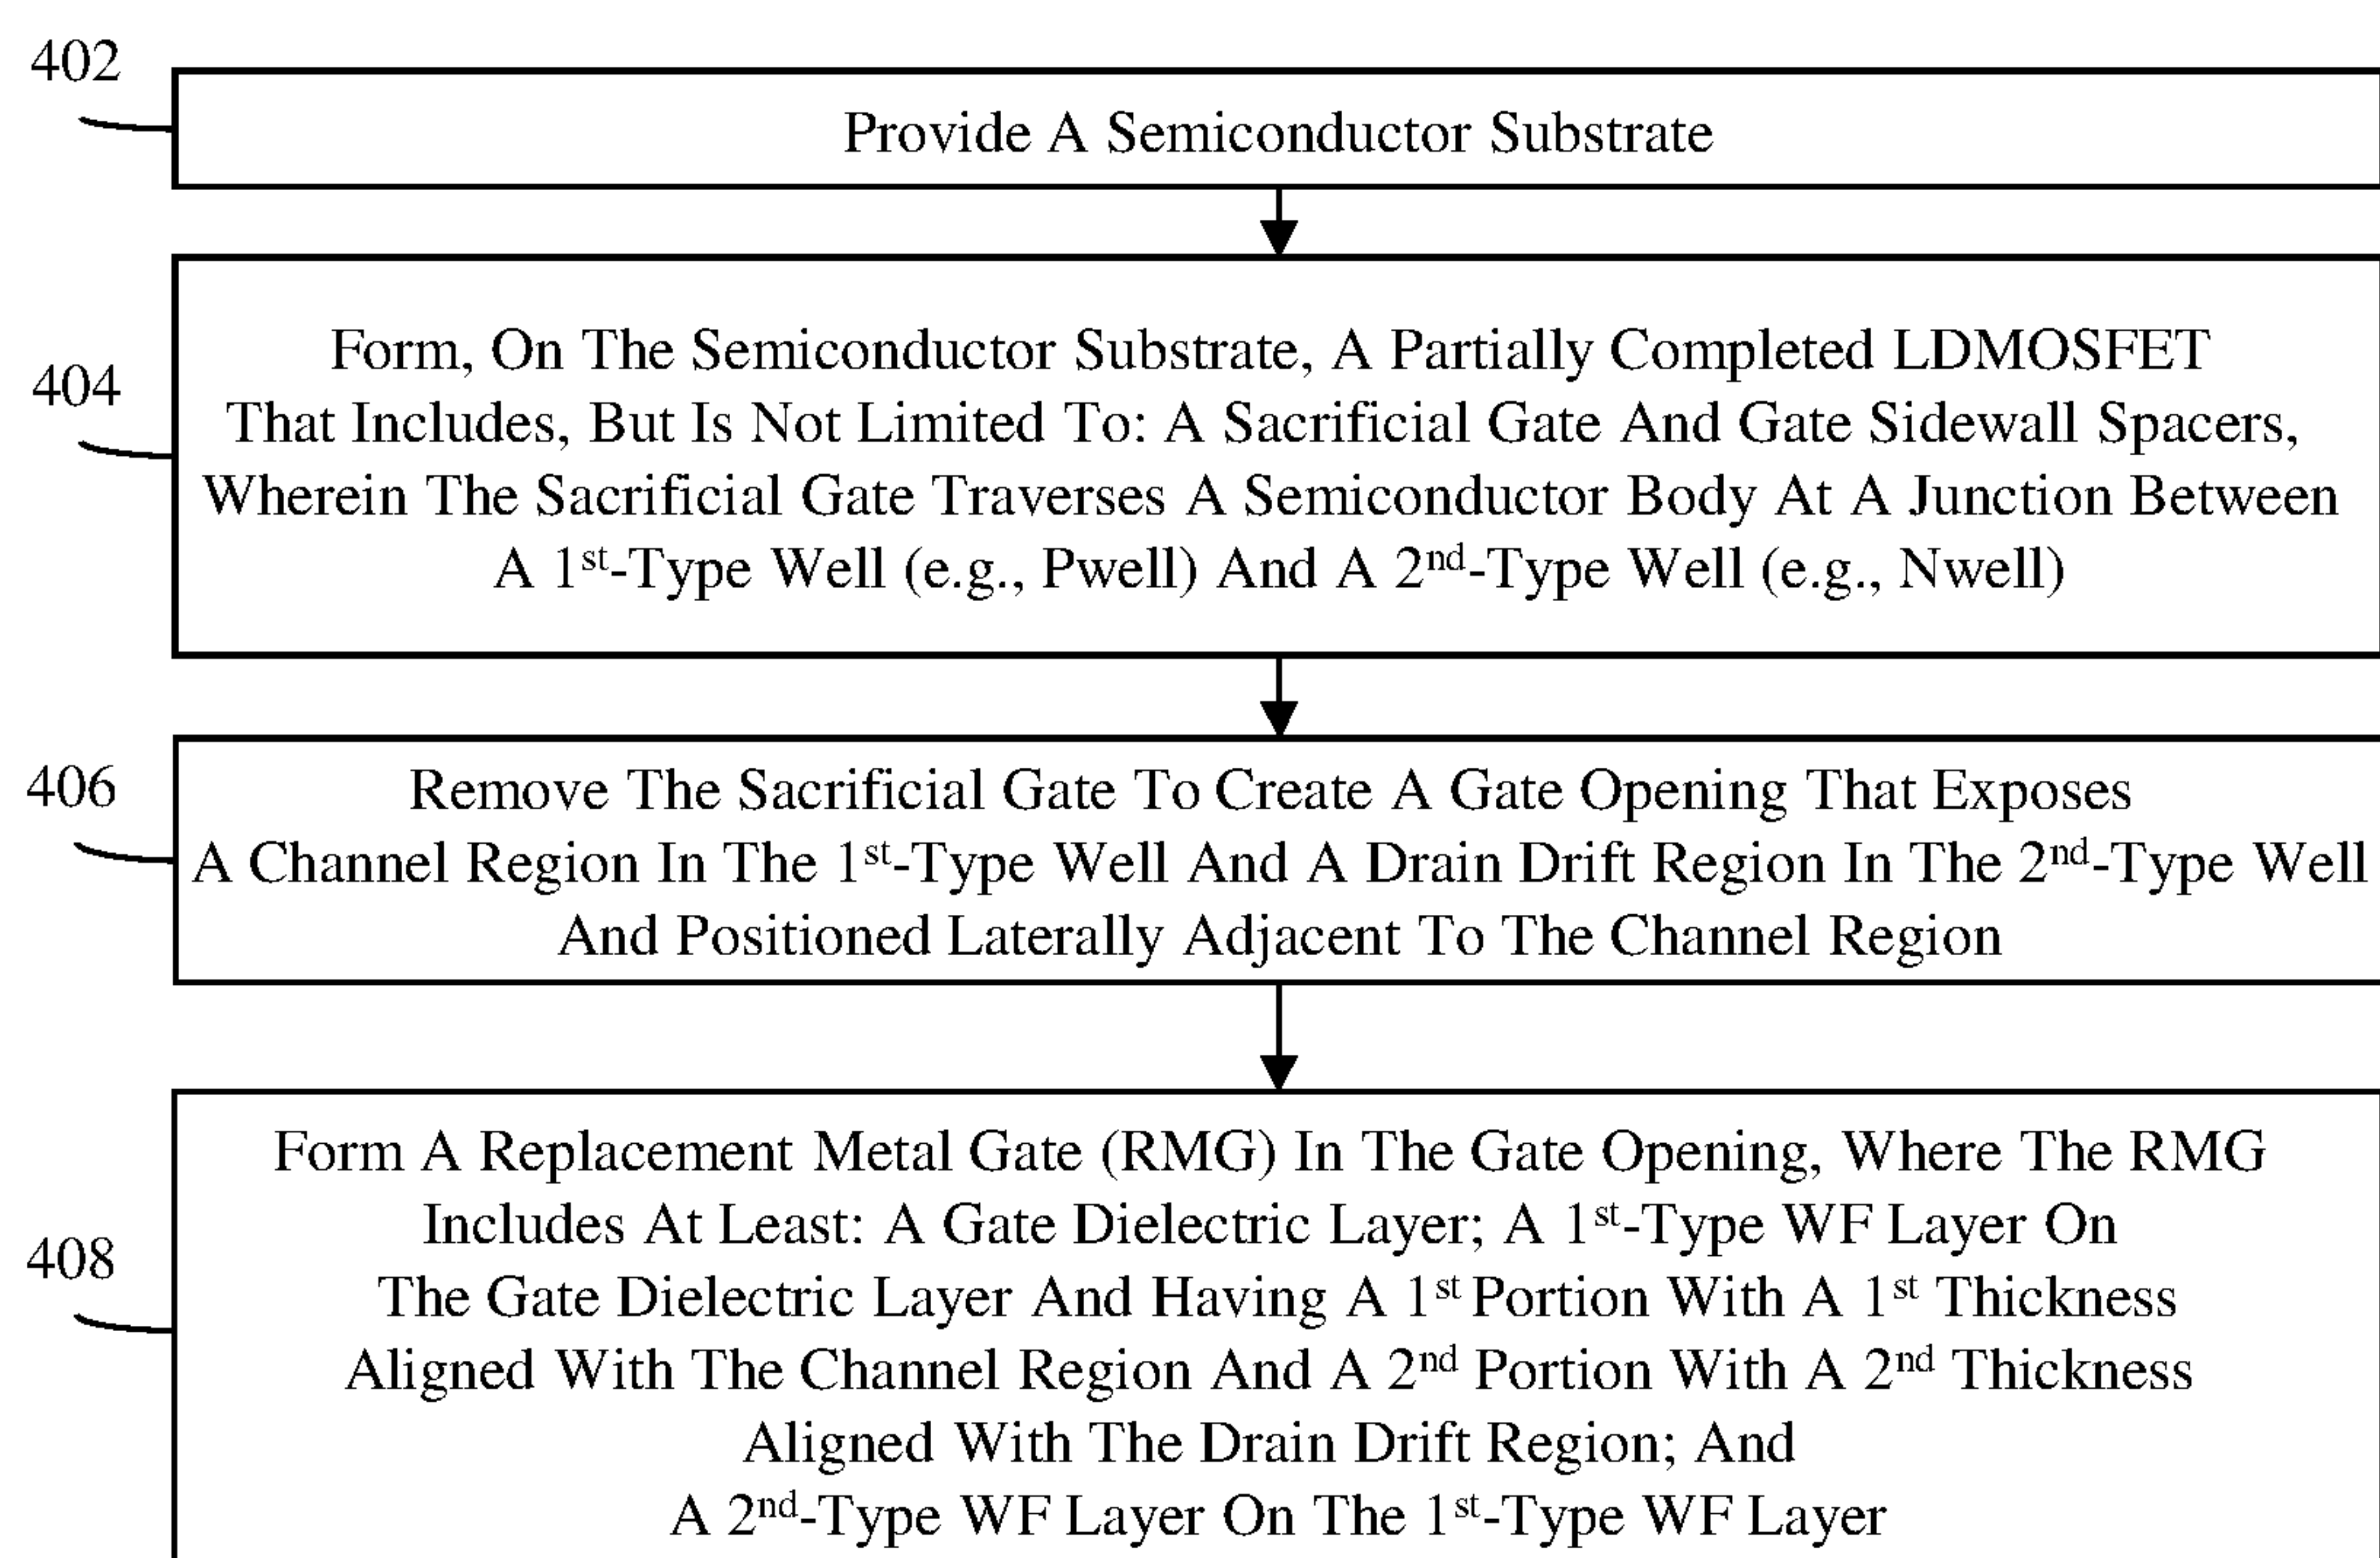 402
Provide A Semiconductor Substrate
404
Form, On The Semiconductor Substrate, A Partially Completed LDMOSFET
That Includes, But Is Not Limited To: A Sacrificial Gate And Gate Sidewall Spacers,
Wherein The Sacrificial Gate Traverses A Semiconductor Body At A Junction Between
A 1st-Type Well (e.g., Pwell) And A 2nd-Type Well (e.g., Nwell)
406
Remove The Sacrificial Gate To Create A Gate Opening That Exposes
A Channel Region In The 1st-Type Well And A Drain Drift Region In The 2nd-Type Well
And Positioned Laterally Adjacent To The Channel Region
408
Form A Replacement Metal Gate (RMG) In The Gate Opening, Where The RMG
Includes At Least: A Gate Dielectric Layer; A 1st-Type WF Layer On
The Gate Dielectric Layer And Having A 1st Portion With A 1st Thickness
Aligned With The Channel Region And A 2nd Portion With A 2nd Thickness
Aligned With The Drain Drift Region; And
A 2nd-Type WF Layer On The 1st-Type WF Layer